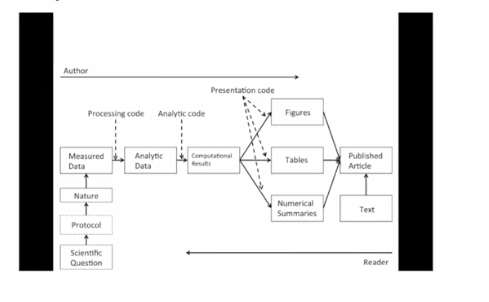 Author
Presentation code
Processing code
Analytic code
Figures
Measured
Data
Analytic
Data
Computational
Results
Tables
Published
Article
Nature
Numerical
Summaries
Text
Protocol
Scientific
Question
Reader